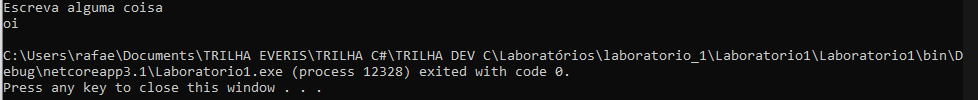 Escreva alguma coisa
oi
C:\Users\rafae\Documents\TRILHA EVERIS\TRILHA C#\TRILHA DEV C\Laboratórios\laboratorio_1\Laboratorio1\Laboratorio1\bin\D
ebug\netcoreapp3.1\Laboratorio1.exe (process 12328) exited with code 0.
Press any key to close this window . . .